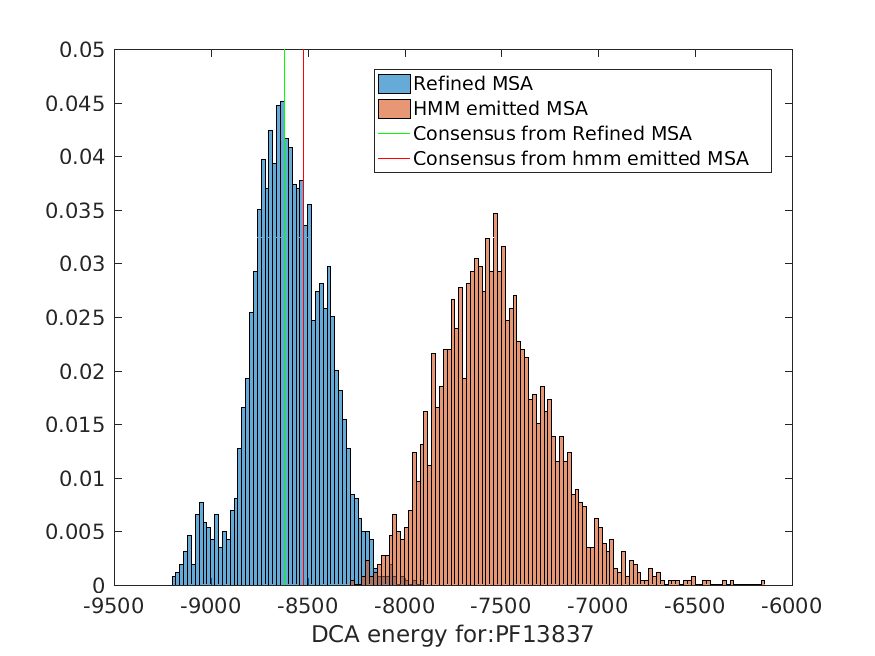 0.05
0.045
0.04
0.035
0.03
0.025
0.02
0.015
0.01
0.005
0
Refined MSA
HMM emitted MSA
Consensus from Refined MSA
Consensus from hmm emitted MSA
-9500 -9000 -8500 -8000 -7500 -7000 -6500 -6000
DCA energy for:PF13837